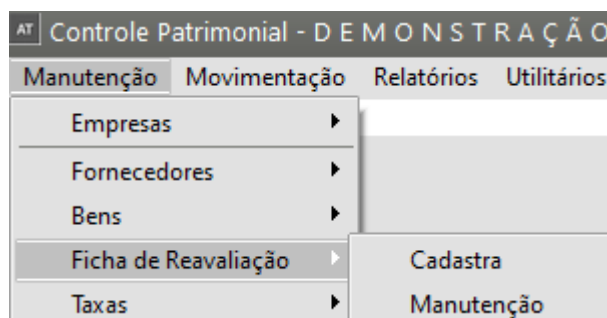 AT Controle Patrimonial - D E M O N S T R A Ç Ã O
Manutenção Movimentação Relatórios Utilitários
Empresas
Fornecedores
Bens
Ficha de Reavaliação Cadastra
Taxas Manutenção